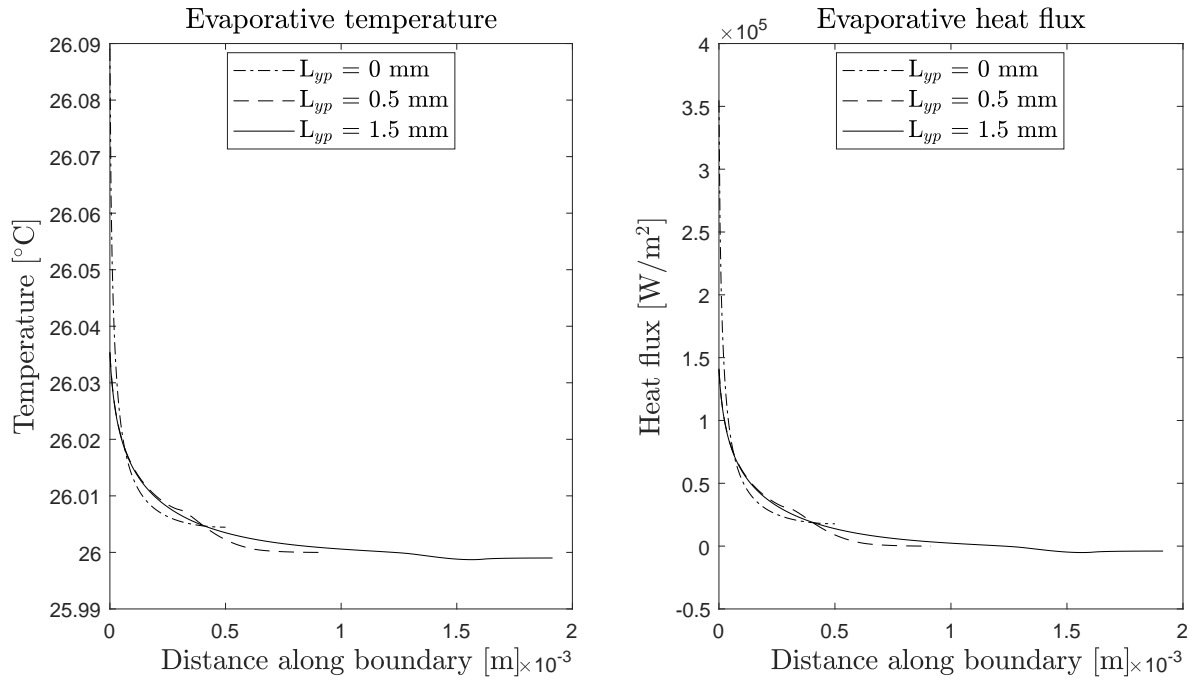 Evaporative temperature
26.09
26.08
26.07
26.06
26.05
26.04
26.03
26.02
26.01
26
25.99
Temperature [°C]
L_yp = 0 mm
L_yp = 0.5 mm
L_yp = 1.5 mm
0 0.5 1 1.5 2
Distance along boundary [m] ×10^-3
Evaporative heat flux
×10^5
4
3.5
3
2.5
2
1.5
1
0.5
0
-0.5
Heat flux [W/m²]
L_yp = 0 mm
L_yp = 0.5 mm
L_yp = 1.5 mm
0 0.5 1 1.5 2
Distance along boundary [m] ×10^-3